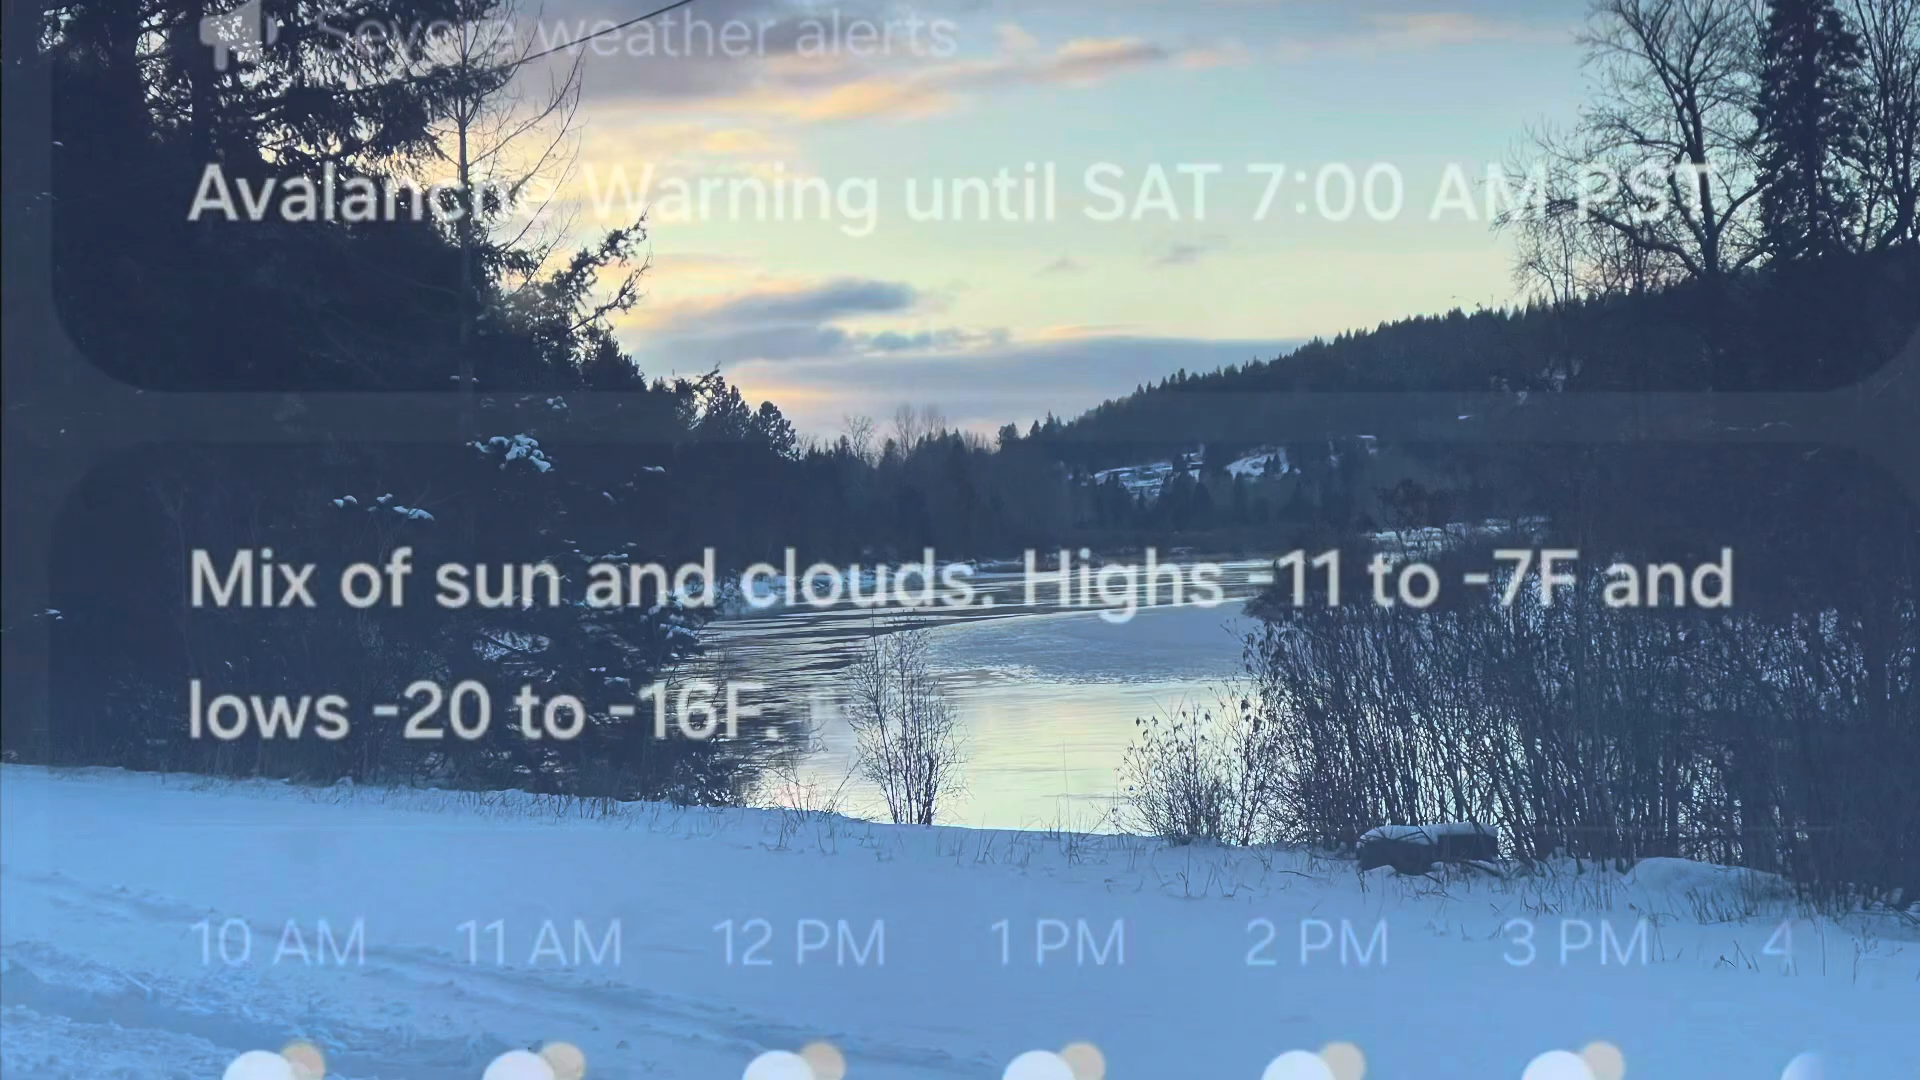 Severe weather alerts
Avalanche Warning until SAT 7:00 AM PST
Mix of sun and clouds. Highs -11 to -7F and
lows -20 to -16F.
10 AM 11 AM 12 PM 1 PM 2 PM 3 PM 4